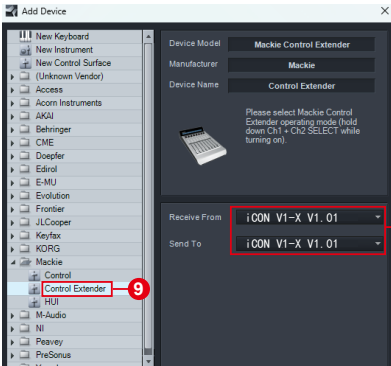 Add Device
New Keyboard
New Instrument
New Control Surface
(Unknown Vendor)
Access
Acorn Instruments
AKAI
Behringer
CME
Doepfer
Edirol
E-MU
Evolution
Frontier
JLCooper
Keyfax
KORG
Mackie
Control
Control Extender
9
HUI
M-Audio
NI
Peavey
PreSonus
Device Model Mackie Control Extender
Manufacturer Mackie
Device Name Control Extender
Please select Mackie Control
Extender operating mode (hold
down Ch1 + Ch2 SELECT while
turning on).
Receive From iCON V1-X V1.01
Send To iCON V1-X V1.01